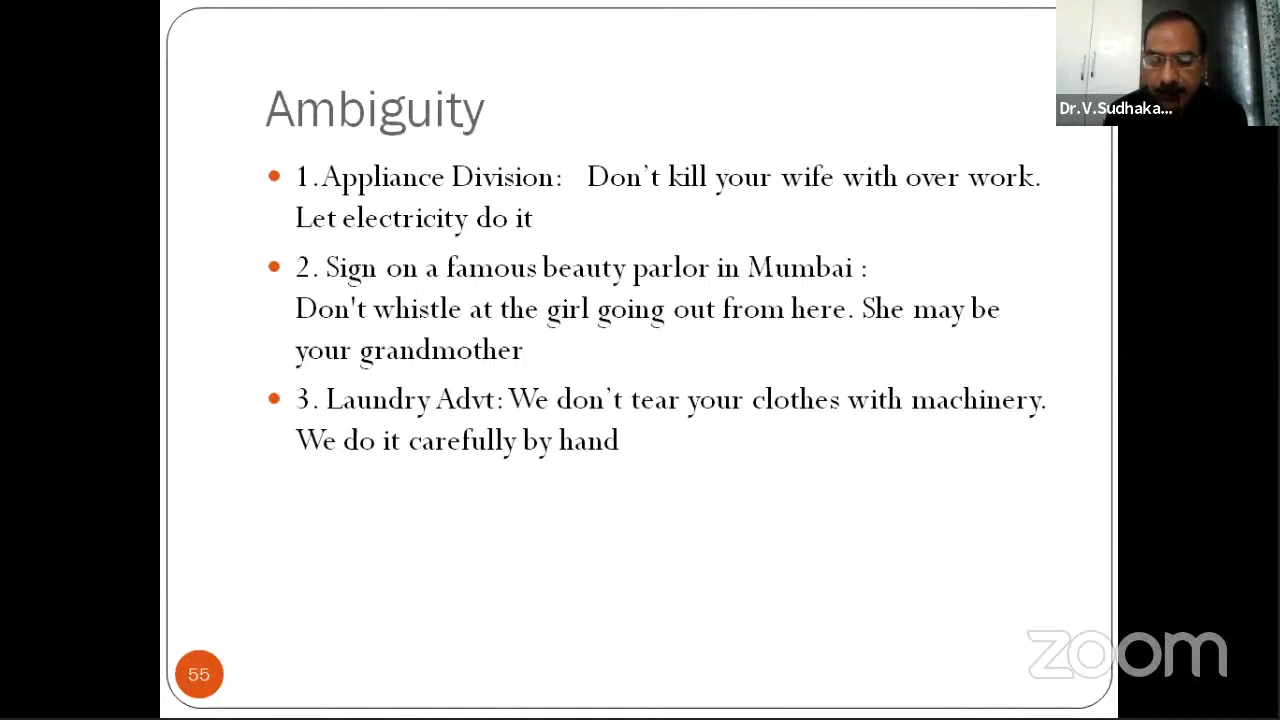 Dr.V.Sudhaka...
Ambiguity
1. Appliance Division: Don't kill your wife with over work.
Let electricity do it
2. Sign on a famous beauty parlor in Mumbai :
Don't whistle at the girl going out from here. She may be
your grandmother
3. Laundry Advt: We don't tear your clothes with machinery.
We do it carefully by hand
55
zoom